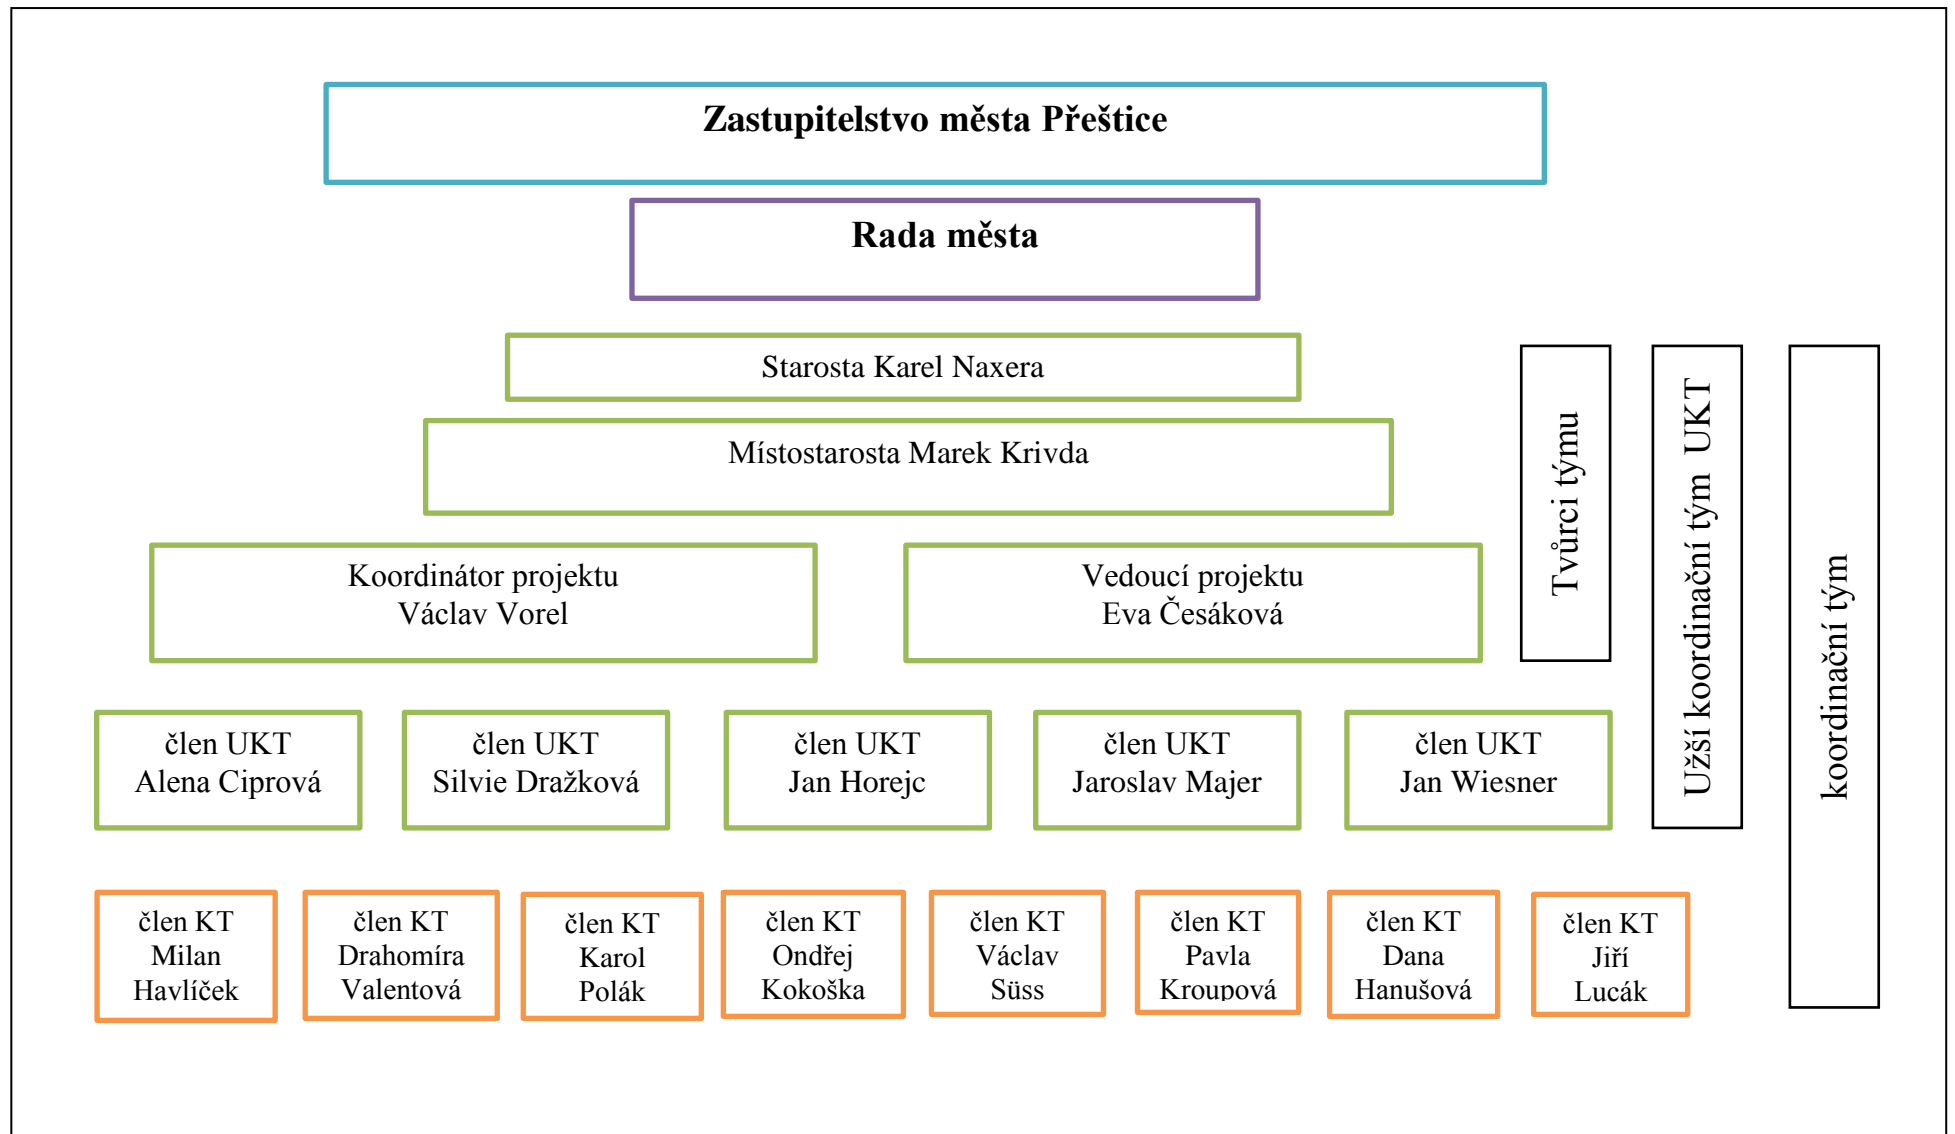 Zastupitelstvo města Přeštice
Rada města
Starosta Karel Naxera
Místostarosta Marek Krivda
Koordinátor projektu
Václav Vorel
Vedoucí projektu
Eva Česáková
Tvůrci týmu
Užší koordinační tým UKT
koordinační tým
člen UKT
Alena Ciprová
člen UKT
Silvie Dražková
člen UKT
Jan Horejc
člen UKT
Jaroslav Majer
člen UKT
Jan Wiesner
člen KT
Milan
Havlíček
člen KT
Drahomíra
Valentová
člen KT
Karol
Polák
člen KT
Ondřej
Kokoška
člen KT
Václav
Süss
člen KT
Pavla
Kroupová
člen KT
Dana
Hanušová
člen KT
Jiří
Lucák